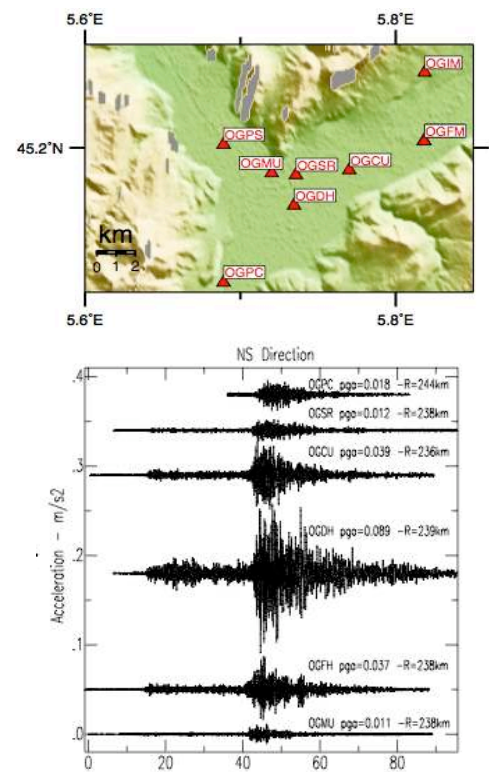 5.6°E 5.8°E
OGIM
OGPS
OGFM
45.2°N
OGMU
OGSR
OGCU
OGDH
km
0 1 2
OGPC
5.6°E 5.8°E
NS Direction
.4
OGPC pga=0.018 -R=244km
OGSR pga=0.012 -R=238km
OGCU pga=0.039 -R=236km
.3
OGDH pga=0.089 -R=239km
.2
Acceleration - m/s2
.1
OGFH pga=0.037 -R=238km
OGMU pga=0.011 -R=238km
.0
0 20 40 60 80